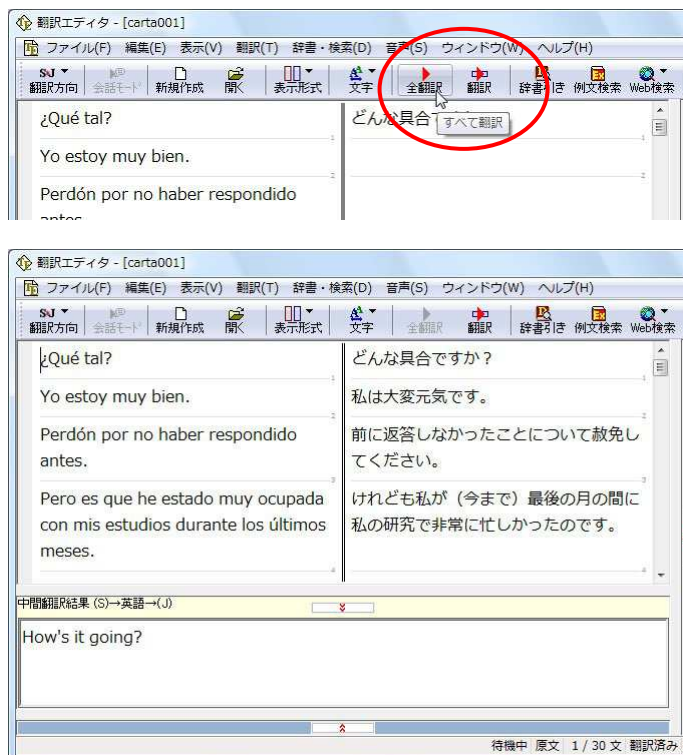 翻訳エディタ - [carta001]
ファイル(F) 編集(E) 表示(V) 翻訳(T) 辞書・検索(D) 音声(S) ウィンドウ(W) ヘルプ(H)
S▸J
翻訳方向 会話モード 新規作成 開く 表示形式 文字 全翻訳 翻訳 辞書引き 例文検索 Web検索
¿Qué tal? どんな具合
すべて翻訳
1 1
Yo estoy muy bien.
2 2
Perdón por no haber respondido
antes.
翻訳エディタ - [carta001]
ファイル(F) 編集(E) 表示(V) 翻訳(T) 辞書・検索(D) 音声(S) ウィンドウ(W) ヘルプ(H)
S▸J
翻訳方向 会話モード 新規作成 開く 表示形式 文字 全翻訳 翻訳 辞書引き 例文検索 Web検索
¿Qué tal? どんな具合ですか？
1 1
Yo estoy muy bien. 私は大変元気です。
2 2
Perdón por no haber respondido 前に返答しなかったことについて赦免し
antes. てください。
3 3
Pero es que he estado muy ocupada けれども私が（今まで）最後の月の間に
con mis estudios durante los últimos 私の研究で非常に忙しかったのです。
meses.
4 4
中間翻訳結果 (S)→英語→(J)
How's it going?
待機中 原文 1 / 30 文 翻訳済み